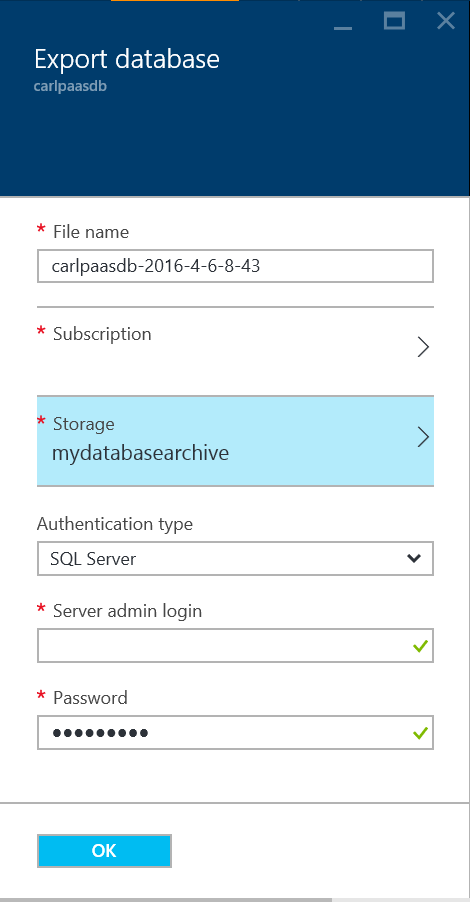 Export database
carlpaasdb
* File name
carlpaasdb-2016-4-6-8-43
* Subscription
* Storage
mydatabasearchive
Authentication type
SQL Server
* Server admin login
* Password
•••••••••
OK